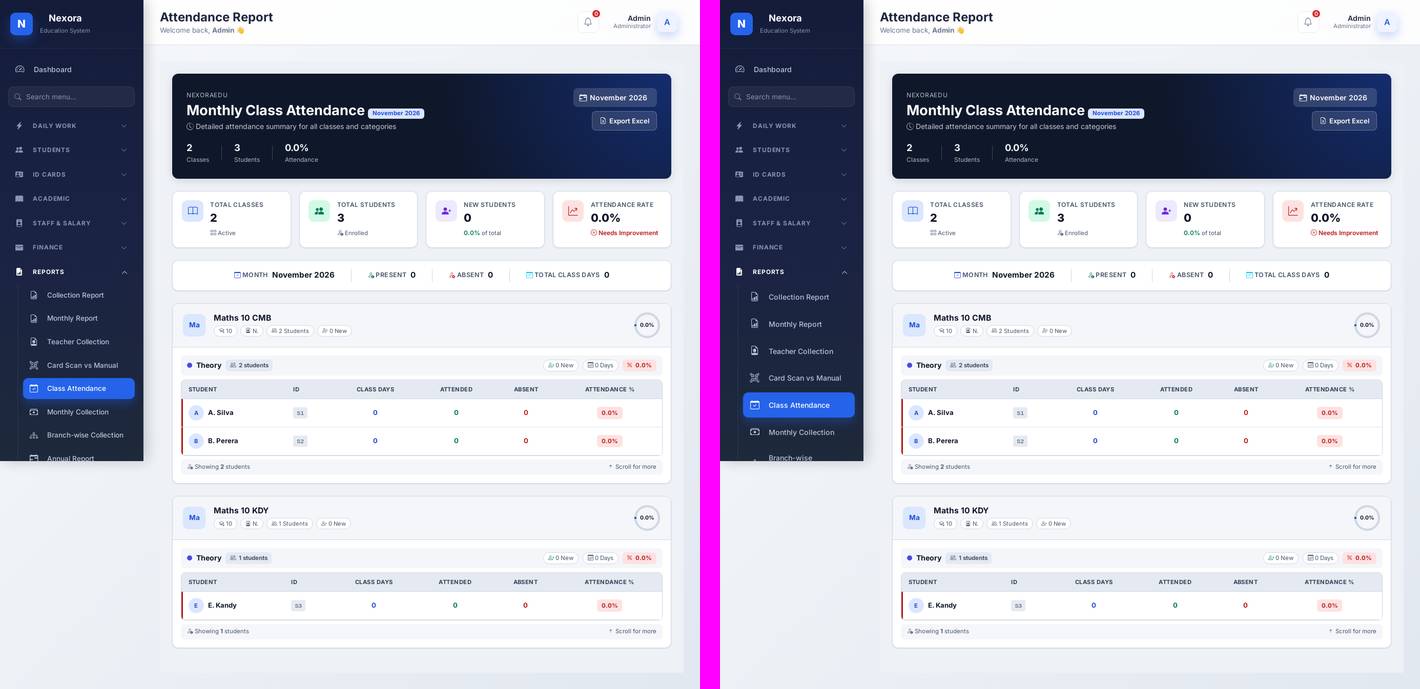 N
Nexora
Education System
Dashboard
Search menu...
DAILY WORK
STUDENTS
ID CARDS
ACADEMIC
STAFF & SALARY
FINANCE
REPORTS
Collection Report
Monthly Report
Teacher Collection
Card Scan vs Manual
Class Attendance
Monthly Collection
Branch-wise Collection
Annual Report
Attendance Report
Welcome back, Admin 👋
0
Admin
Administrator
A
NEXORAEDU
Monthly Class Attendance November 2026
Detailed attendance summary for all classes and categories
November 2026
Export Excel
2 3 0.0%
Classes Students Attendance
TOTAL CLASSES
2
Active
TOTAL STUDENTS
3
Enrolled
NEW STUDENTS
0
0.0% of total
ATTENDANCE RATE
0.0%
Needs Improvement
MONTH November 2026 PRESENT 0 ABSENT 0 TOTAL CLASS DAYS 0
Ma
Maths 10 CMB
10 N. 2 Students 0 New
0.0%
Theory 2 students 0 New 0 Days 0.0%
STUDENT ID CLASS DAYS ATTENDED ABSENT ATTENDANCE %
A A. Silva S1 0 0 0 0.0%
B B. Perera S2 0 0 0 0.0%
Showing 2 students Scroll for more
Ma
Maths 10 KDY
10 N. 1 Students 0 New
0.0%
Theory 1 students 0 New 0 Days 0.0%
STUDENT ID CLASS DAYS ATTENDED ABSENT ATTENDANCE %
E E. Kandy S3 0 0 0 0.0%
Showing 1 students Scroll for more
N
Nexora
Education System
Dashboard
Search menu...
DAILY WORK
STUDENTS
ID CARDS
ACADEMIC
STAFF & SALARY
FINANCE
REPORTS
Collection Report
Monthly Report
Teacher Collection
Card Scan vs Manual
Class Attendance
Monthly Collection
Branch-wise
Attendance Report
Welcome back, Admin 👋
0
Admin
Administrator
A
NEXORAEDU
Monthly Class Attendance November 2026
Detailed attendance summary for all classes and categories
November 2026
Export Excel
2 3 0.0%
Classes Students Attendance
TOTAL CLASSES
2
Active
TOTAL STUDENTS
3
Enrolled
NEW STUDENTS
0
0.0% of total
ATTENDANCE RATE
0.0%
Needs Improvement
MONTH November 2026 PRESENT 0 ABSENT 0 TOTAL CLASS DAYS 0
Ma
Maths 10 CMB
10 N. 2 Students 0 New
0.0%
Theory 2 students 0 New 0 Days 0.0%
STUDENT ID CLASS DAYS ATTENDED ABSENT ATTENDANCE %
A A. Silva S1 0 0 0 0.0%
B B. Perera S2 0 0 0 0.0%
Showing 2 students Scroll for more
Ma
Maths 10 KDY
10 N. 1 Students 0 New
0.0%
Theory 1 students 0 New 0 Days 0.0%
STUDENT ID CLASS DAYS ATTENDED ABSENT ATTENDANCE %
E E. Kandy S3 0 0 0 0.0%
Showing 1 students Scroll for more